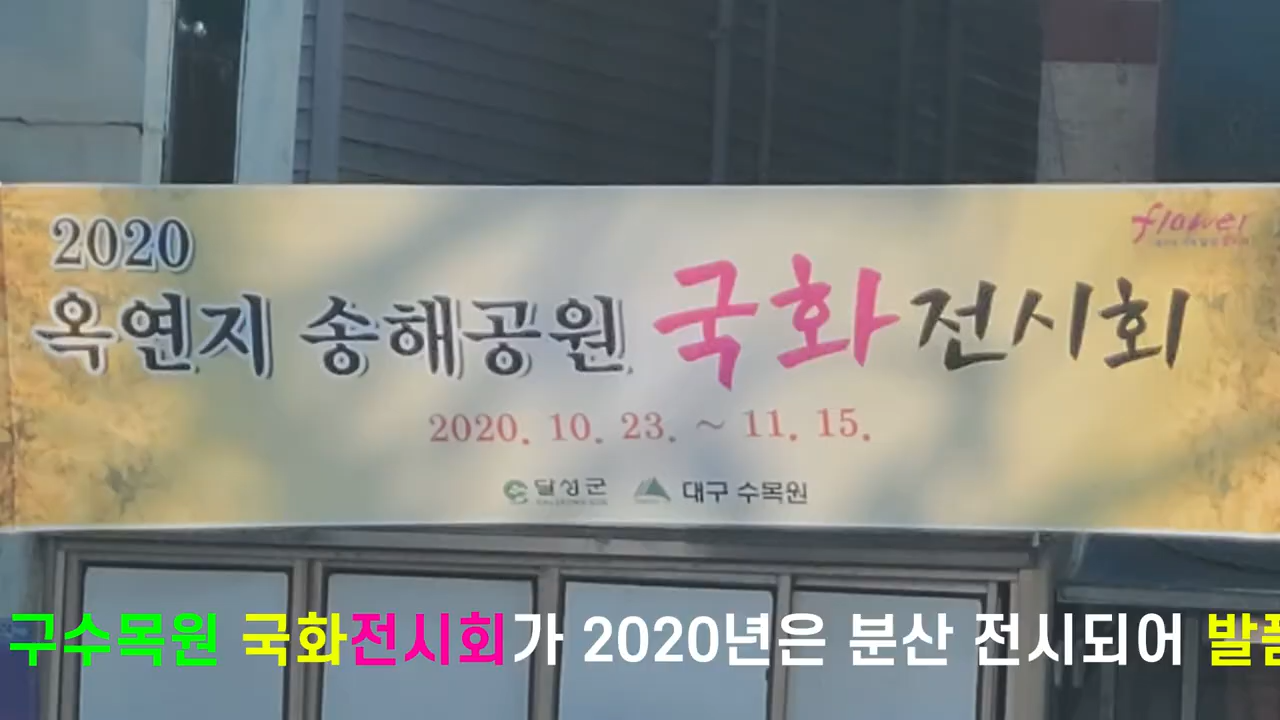 2020
flower
옥연지 송해공원 국화전시회
2020. 10. 23. ~ 11. 15.
달성군 대구 수목원
구수목원 국화전시회가 2020년은 분산 전시되어 발품